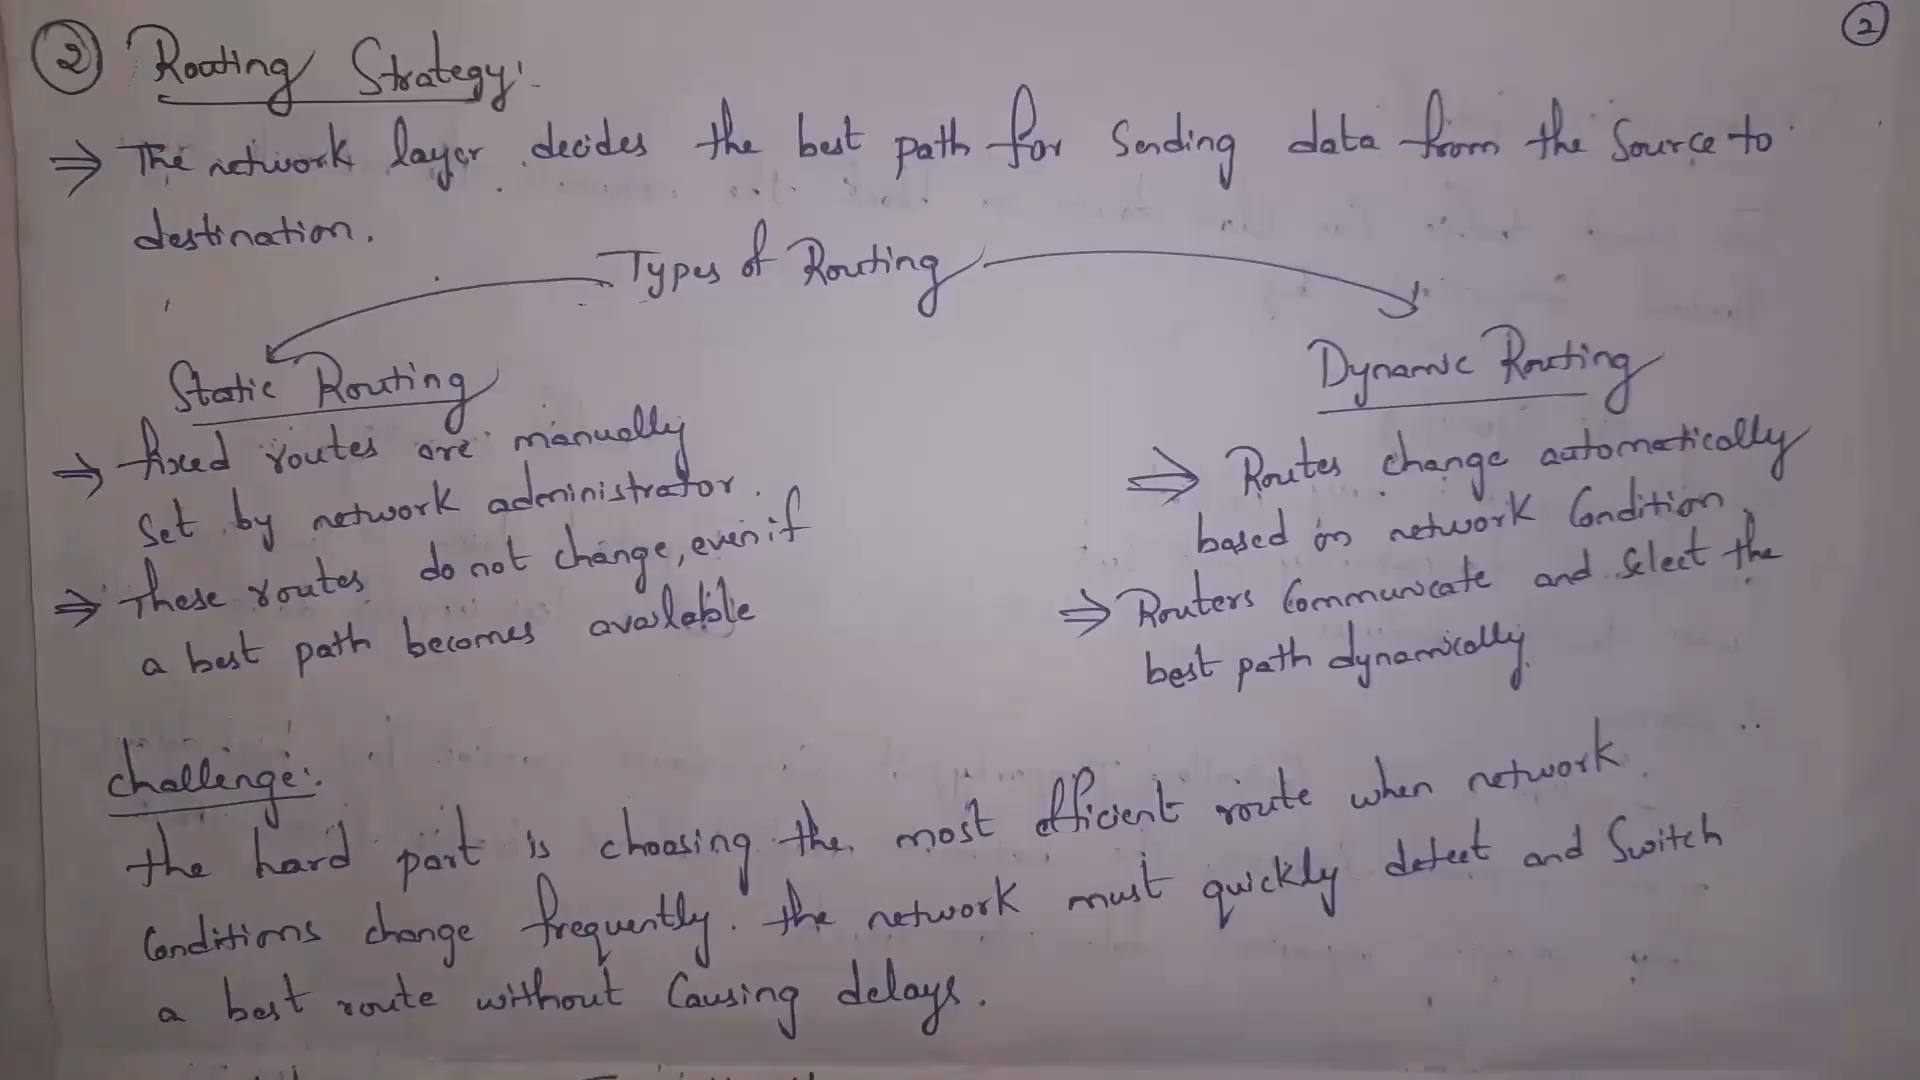 2
② Routing Strategy:
⇒ The network layer decides the best path for Sending data from the Source to
destination.
Types of Routing
Static Routing
⇒ fixed routes are manually
Set by network administrator.
⇒ These routes do not change, even if
a best path becomes available
Dynamic Routing
⇒ Routes change automatically
based on network Condition
⇒ Routers Communicate and Select the
best path dynamically.
challenge:
the hard part is choosing the most efficient route when network
Conditions change frequently. the network must quickly detect and Switch
a best route without Causing delays.